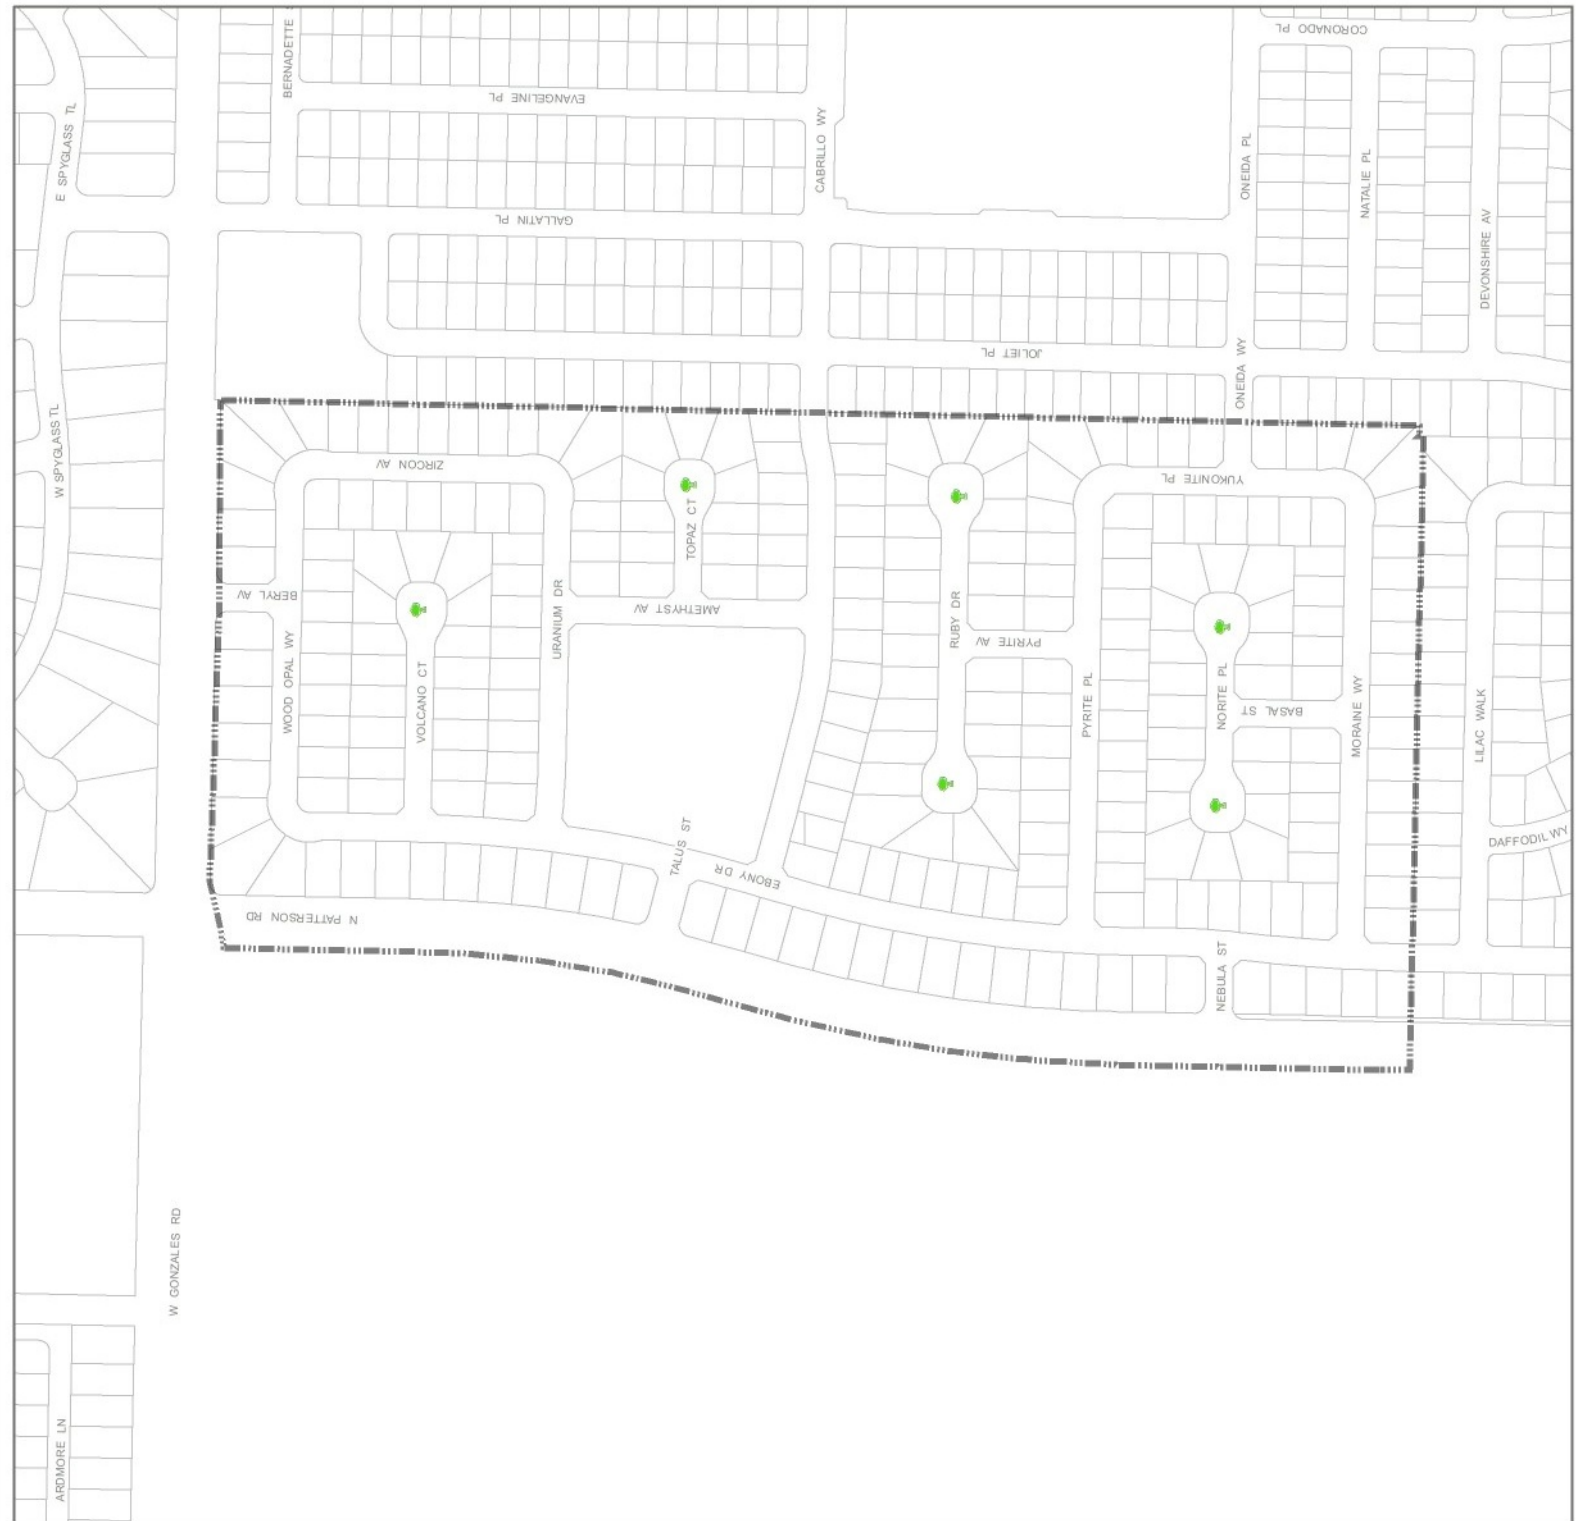 BERNADETTE S
CORONADO PL
E SPYGLASS TL
EVANGELINE PL
CABRILLO WY
ONEIDA PL
NATALIE PL
GALLATIN PL
DEVONSHIRE AV
JOLIET PL
ONEIDA WY
W SPYGLASS TL
ZIRCON AV
YUKONITE PL
TOPAZ CT
BERYL AV
URANIUM DR
AMETHYST AV
RUBY DR
PYRITE AV
WOOD OPAL WY
VOLCANO CT
PYRITE PL
NORITE PL
BASAL ST
MORAINE WY
LILAC WALK
DAFFODIL WY
TALUS ST
EBONY DR
N PATTERSON RD
NEBULA ST
W GONZALES RD
ARDMORE LN